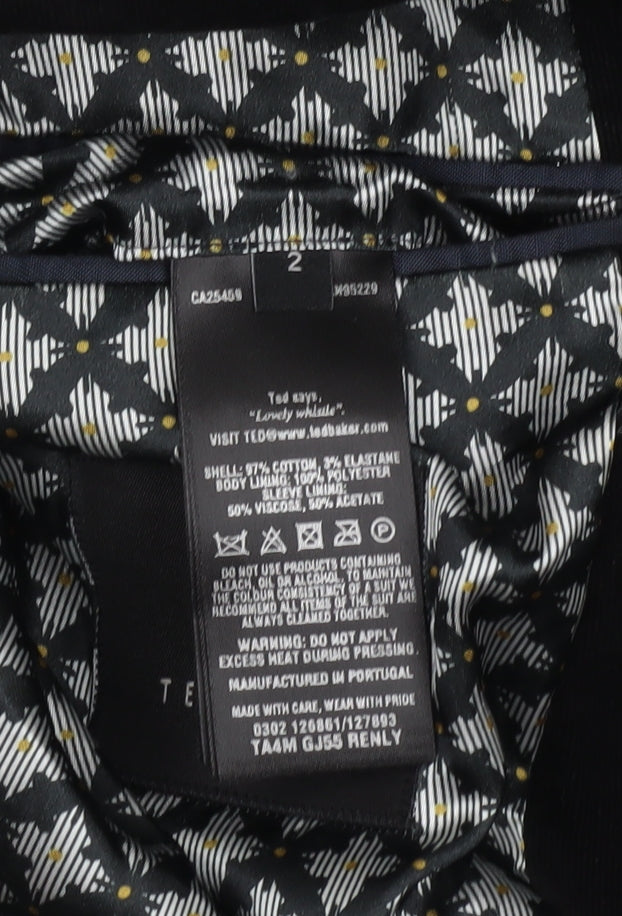 2
CA25459 N95229
Ted says,
"Lovely whistle".
VISIT TED@www.tedbaker.com
SHELL: 97% COTTON, 3% ELASTANE
BODY LINING: 100% POLYESTER
SLEEVE LINING:
50% VISCOSE, 50% ACETATE
P
DO NOT USE PRODUCTS CONTAINING
BLEACH, OIL OR ALCOHOL. TO MAINTAIN
THE COLOUR CONSISTENCY OF A SUIT WE
RECOMMEND ALL ITEMS OF THE SUIT ARE
ALWAYS CLEANED TOGETHER.
WARNING: DO NOT APPLY
EXCESS HEAT DURING PRESSING.
MANUFACTURED IN PORTUGAL
MADE WITH CARE, WEAR WITH PRIDE
0302 126861/127693
TA4M GJ55 RENLY
TE